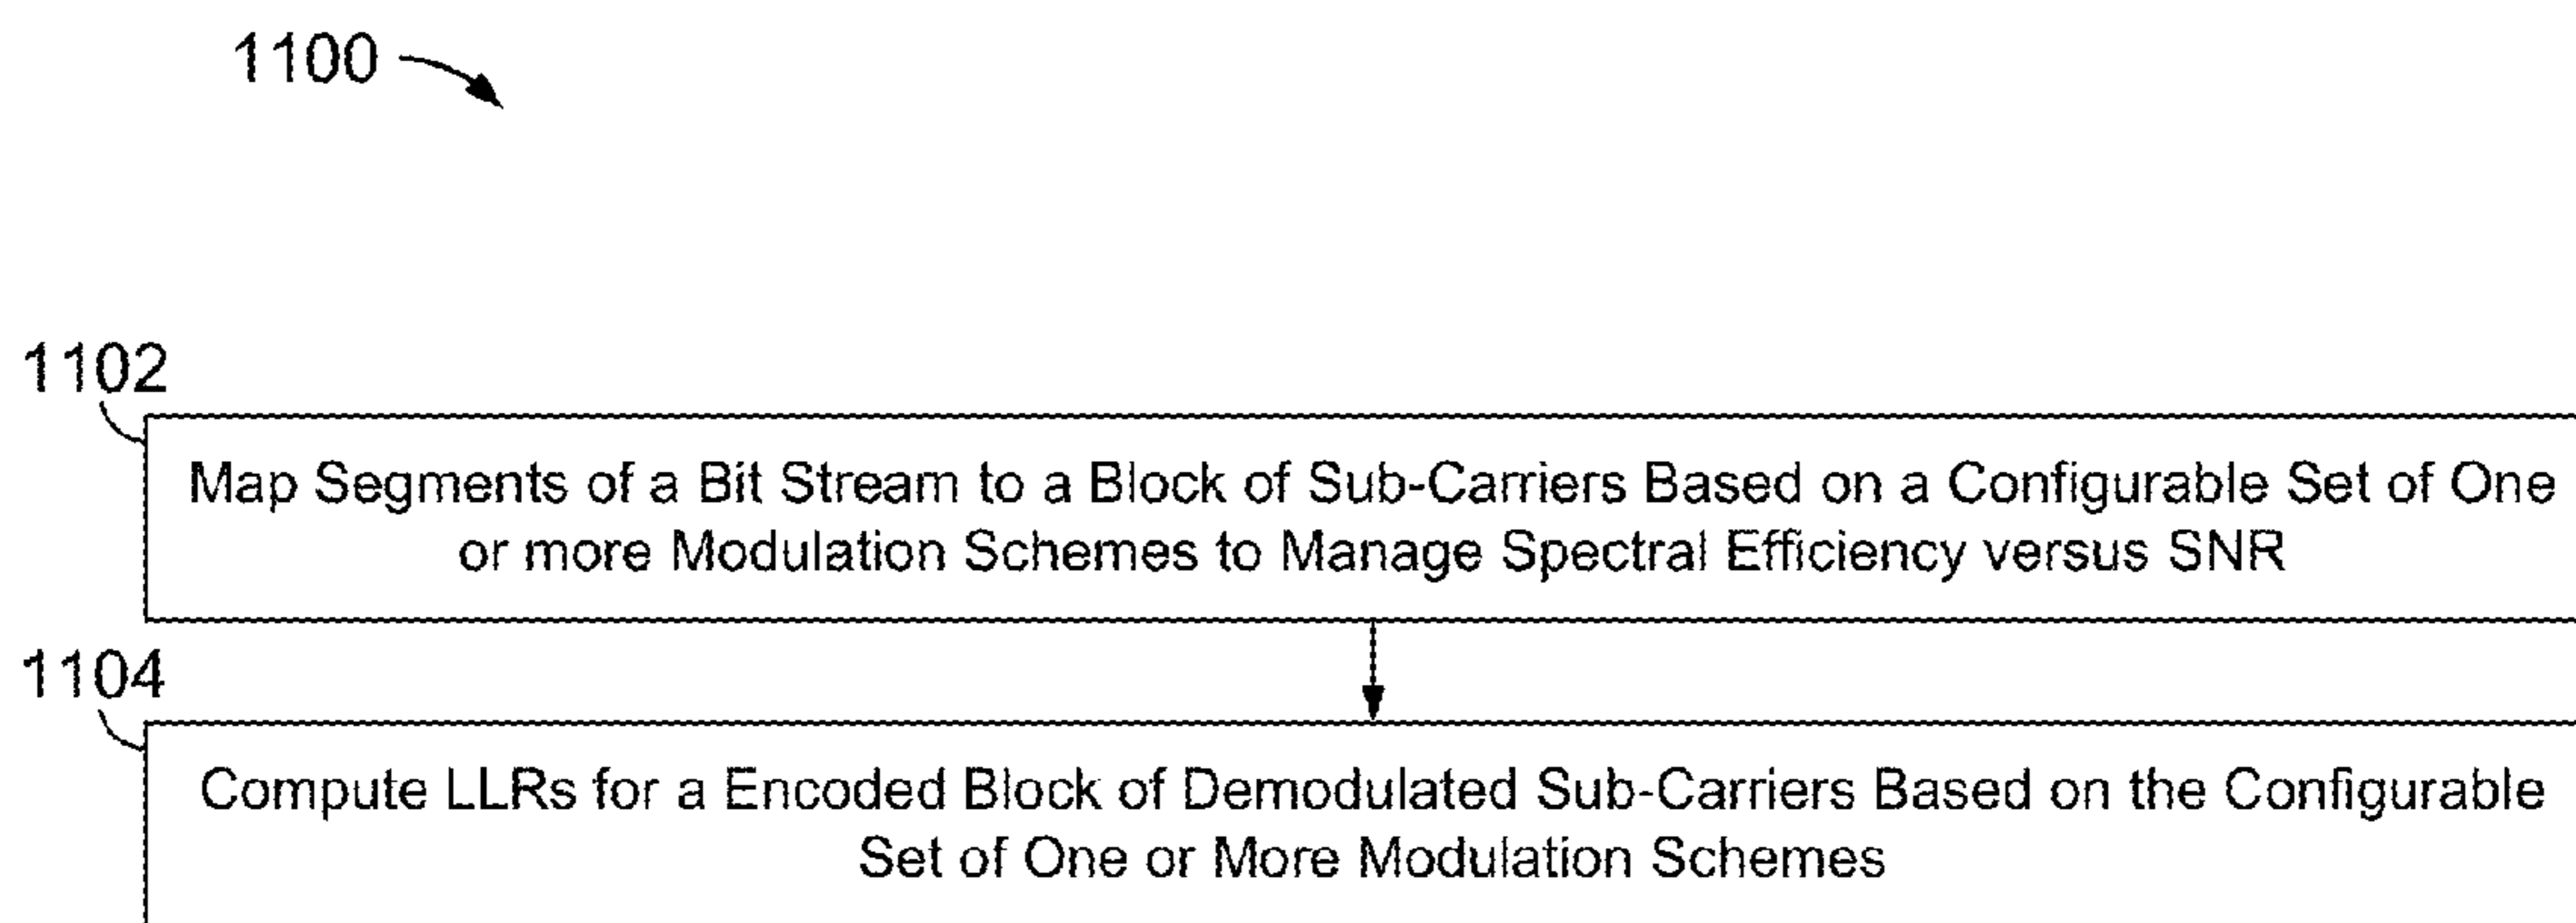 1100
1102
Map Segments of a Bit Stream to a Block of Sub-Carriers Based on a Configurable Set of One
or more Modulation Schemes to Manage Spectral Efficiency versus SNR
1104
Compute LLRs for a Encoded Block of Demodulated Sub-Carriers Based on the Configurable
Set of One or More Modulation Schemes